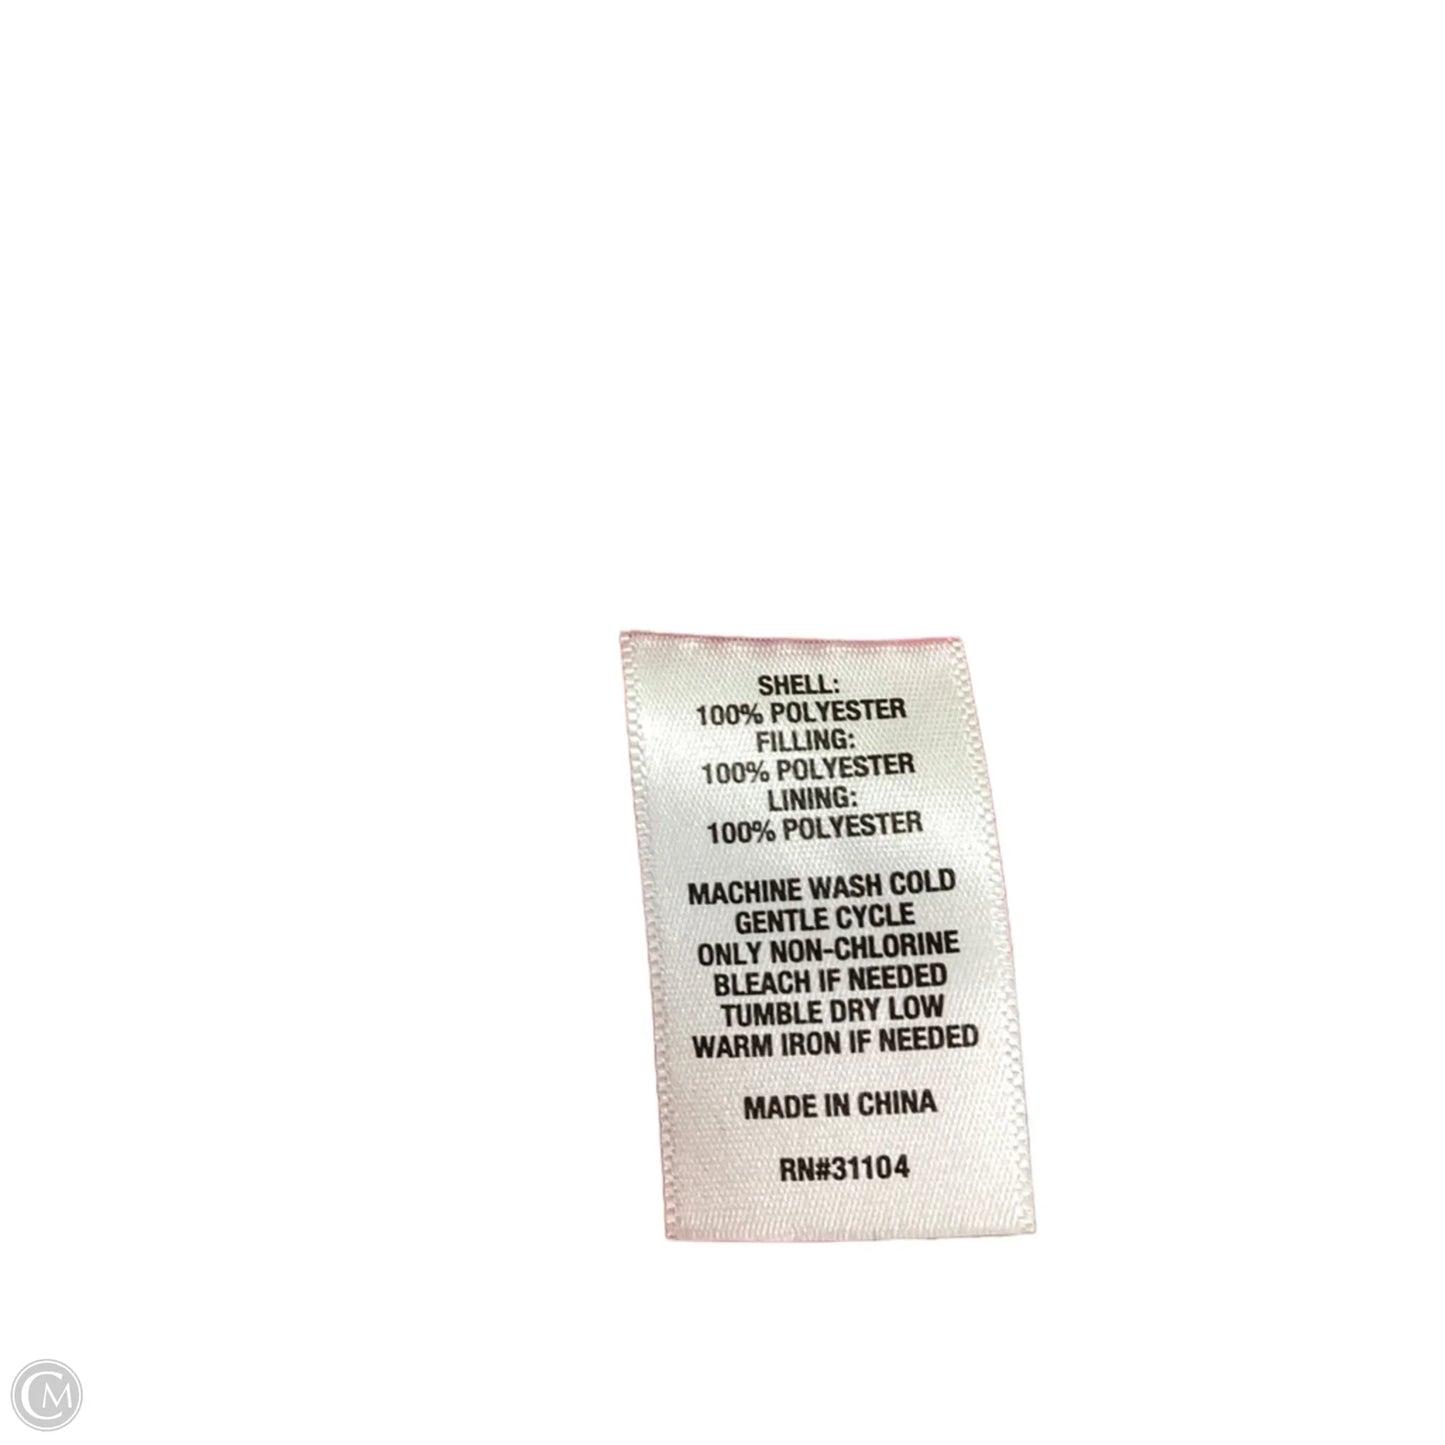 SHELL:
100% POLYESTER
FILLING:
100% POLYESTER
LINING:
100% POLYESTER
MACHINE WASH COLD
GENTLE CYCLE
ONLY NON-CHLORINE
BLEACH IF NEEDED
TUMBLE DRY LOW
WARM IRON IF NEEDED
MADE IN CHINA
RN#31104
CM